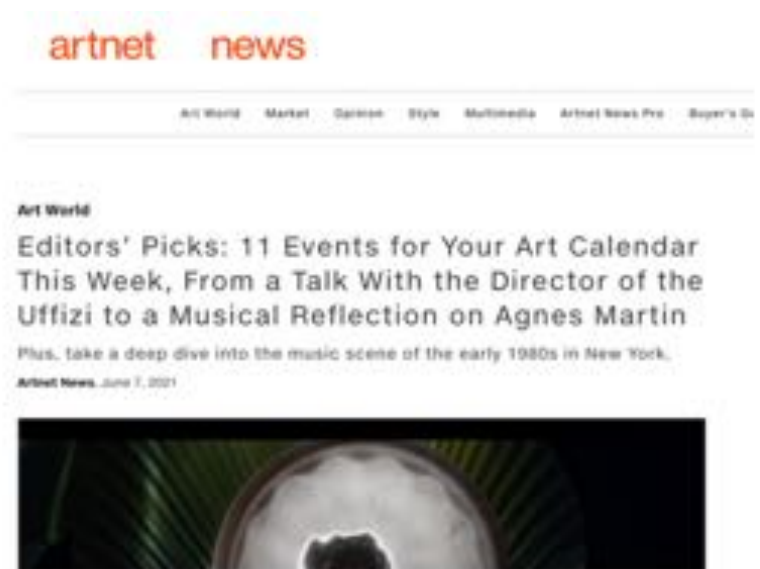 artnet news
Art World Market Opinion Style Multimedia Artnet News Pro Buyer's
Art World
Editors' Picks: 11 Events for Your Art Calendar
This Week, From a Talk With the Director of the
Uffizi to a Musical Reflection on Agnes Martin
Plus, take a deep dive into the music scene of the early 1980s in New York.
Artnet News, June 7, 2021